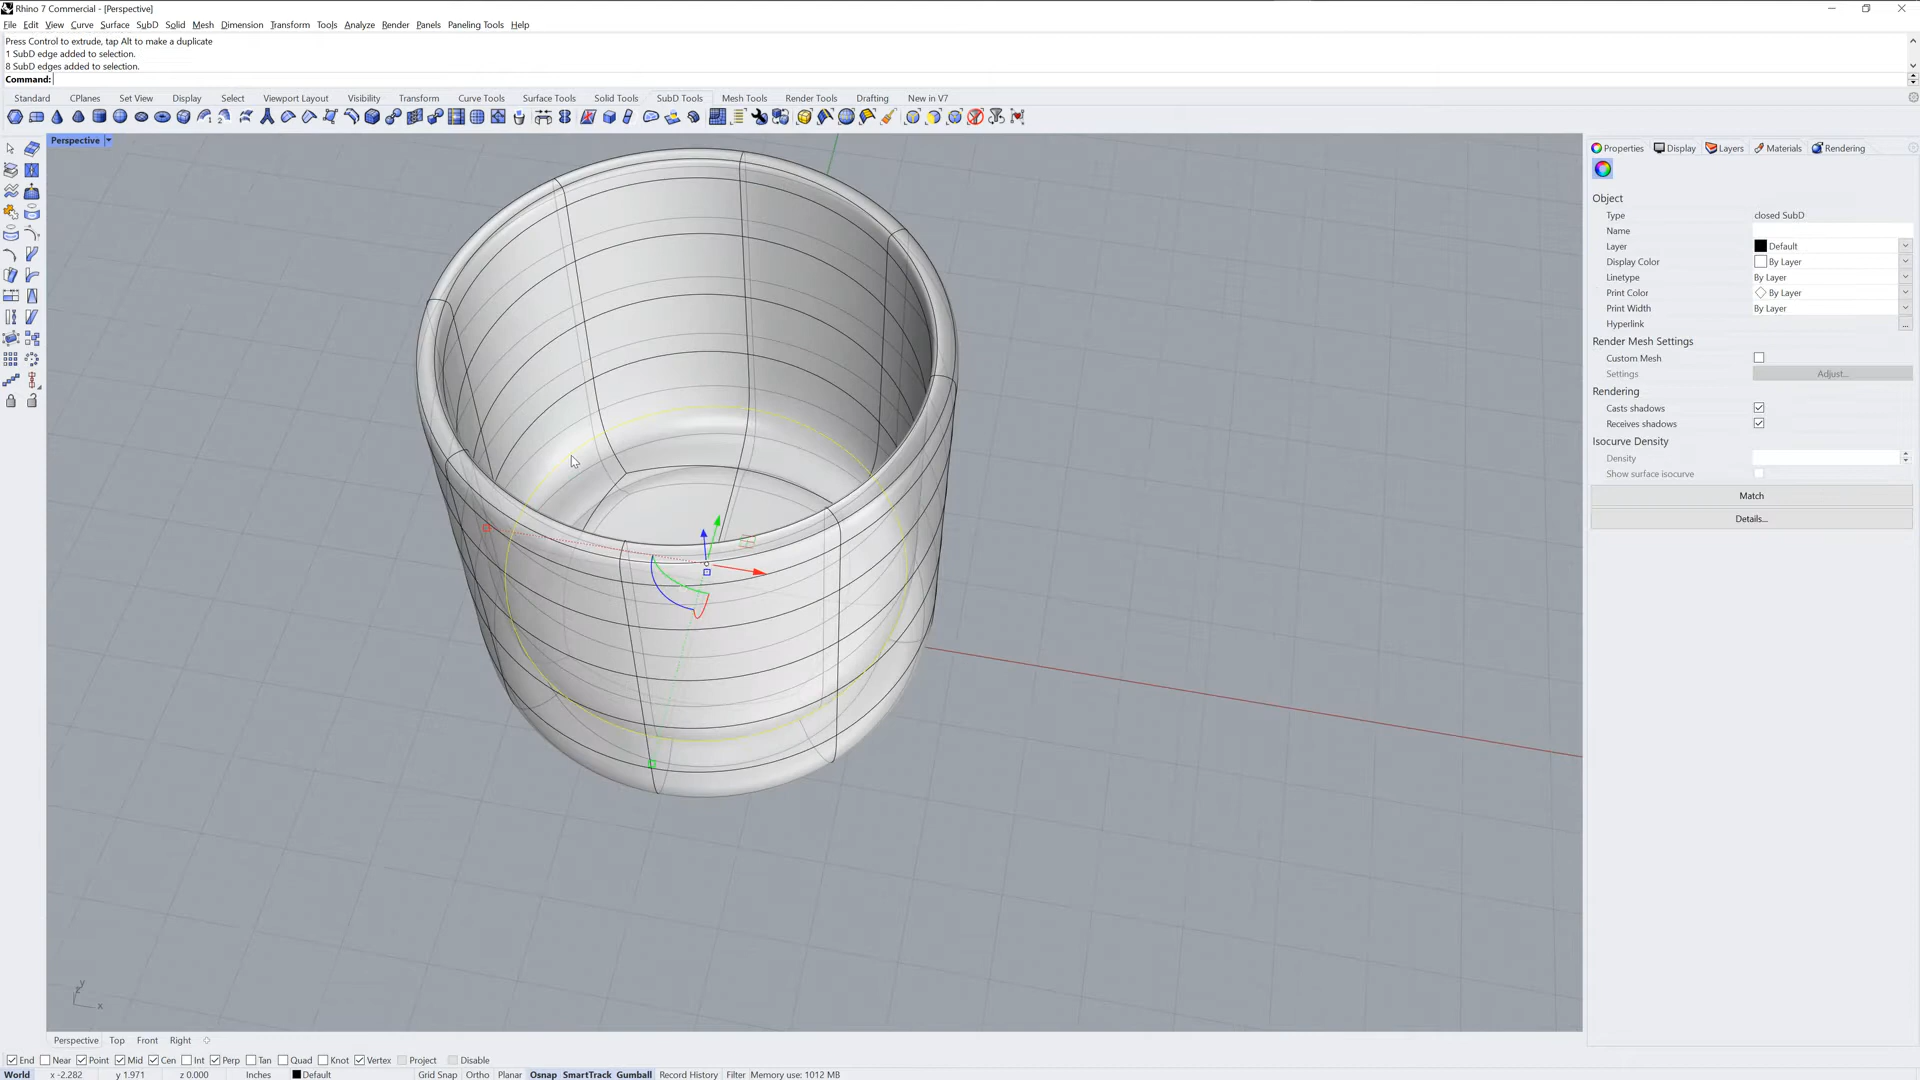 Rhino 7 Commercial - [Perspective]
File Edit View Curve Surface SubD Solid Mesh Dimension Transform Tools Analyze Render Panels Paneling Tools Help
Press Control to extrude, tap Alt to make a duplicate
1 SubD edge added to selection.
8 SubD edges added to selection.
Command:
Standard CPlanes Set View Display Select Viewport Layout Visibility Transform Curve Tools Surface Tools Solid Tools SubD Tools Mesh Tools Render Tools Drafting New in V7
Perspective
Properties Display Layers Materials Rendering
Object
Type closed SubD
Name
Layer Default
Display Color By Layer
Linetype By Layer
Print Color By Layer
Print Width By Layer
Hyperlink ...
Render Mesh Settings
Custom Mesh
Settings Adjust...
Rendering
Casts shadows
Receives shadows
Isocurve Density
Density
Show surface isocurve
Match
Details...
z y x
Perspective Top Front Right
End Near Point Mid Cen Int Perp Tan Quad Knot Vertex Project Disable
World x -2.282 y 1.971 z 0.000 Inches Default Grid Snap Ortho Planar Osnap SmartTrack Gumball Record History Filter Memory use: 1012 MB